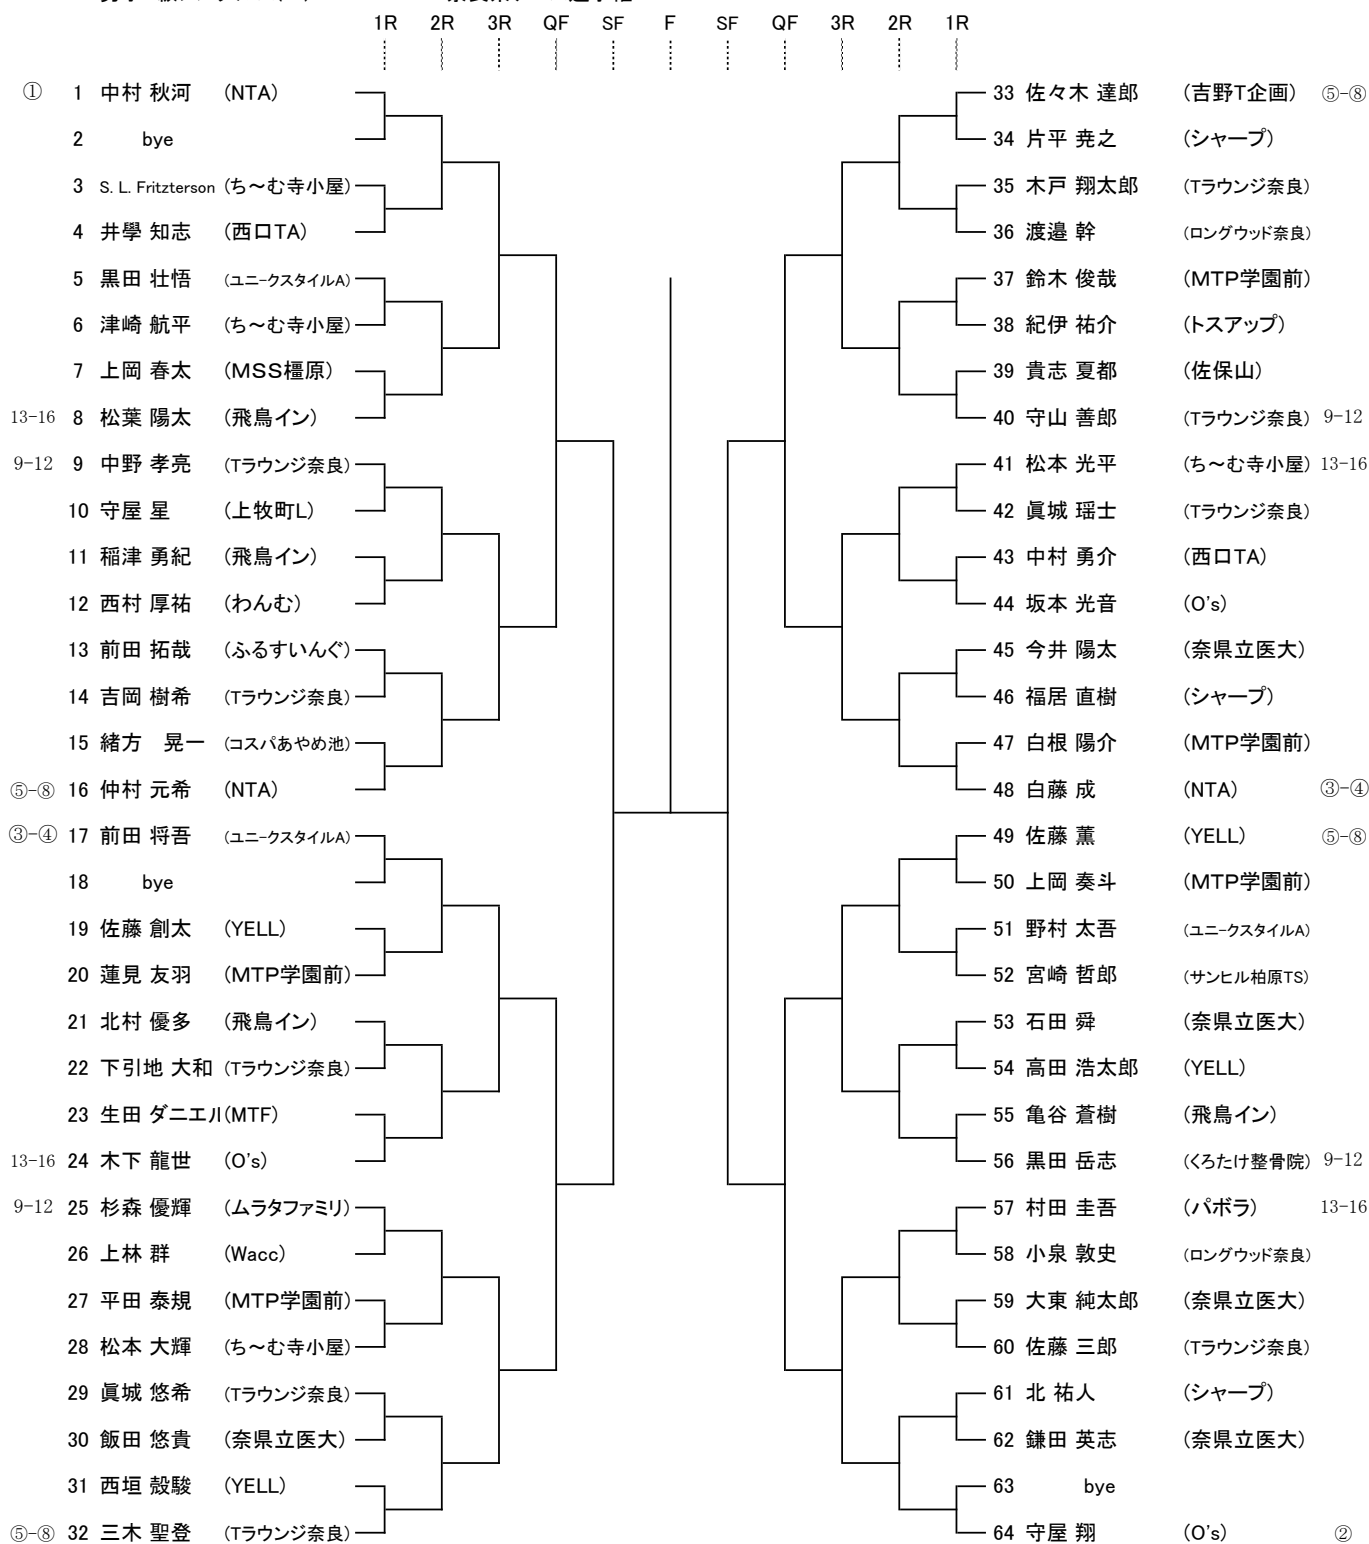 1R 2R 3R QF SF F SF QF 3R 2R 1R
① 1 中村 秋河 (NTA)
2 bye
3 S. L. Fritzterson (ち～む寺小屋)
4 井學 知志 (西口TA)
5 黒田 壮悟 (ユニークスタイルA)
6 津崎 航平 (ち～む寺小屋)
7 上岡 春太 (MSS橿原)
13-16 8 松葉 陽太 (飛鳥イン)
9-12 9 中野 孝亮 (Tラウンジ奈良)
10 守屋 星 (上牧町L)
11 稲津 勇紀 (飛鳥イン)
12 西村 厚祐 (わんむ)
13 前田 拓哉 (ふるすいんぐ)
14 吉岡 樹希 (Tラウンジ奈良)
15 緒方 晃一 (コスパあやめ池)
⑤-⑧ 16 仲村 元希 (NTA)
③-④ 17 前田 将吾 (ユニークスタイルA)
18 bye
19 佐藤 創太 (YELL)
20 蓮見 友羽 (MTP学園前)
21 北村 優多 (飛鳥イン)
22 下引地 大和 (Tラウンジ奈良)
23 生田 ダニエル(MTF)
13-16 24 木下 龍世 (O's)
9-12 25 杉森 優輝 (ムラタファミリ)
26 上林 群 (Wacc)
27 平田 泰規 (MTP学園前)
28 松本 大輝 (ち～む寺小屋)
29 眞城 悠希 (Tラウンジ奈良)
30 飯田 悠貴 (奈県立医大)
31 西垣 殼駿 (YELL)
⑤-⑧ 32 三木 聖登 (Tラウンジ奈良)
33 佐々木 達郎 (吉野T企画) ⑤-⑧
34 片平 尭之 (シャープ)
35 木戸 翔太郎 (Tラウンジ奈良)
36 渡邉 幹 (ロングウッド奈良)
37 鈴木 俊哉 (MTP学園前)
38 紀伊 祐介 (トスアップ)
39 貴志 夏都 (佐保山)
40 守山 善郎 (Tラウンジ奈良) 9-12
41 松本 光平 (ち～む寺小屋) 13-16
42 眞城 瑶士 (Tラウンジ奈良)
43 中村 勇介 (西口TA)
44 坂本 光音 (O's)
45 今井 陽太 (奈県立医大)
46 福居 直樹 (シャープ)
47 白根 陽介 (MTP学園前)
48 白藤 成 (NTA) ③-④
49 佐藤 薫 (YELL) ⑤-⑧
50 上岡 奏斗 (MTP学園前)
51 野村 太吾 (ユニークスタイルA)
52 宮崎 哲郎 (サンヒル柏原TS)
53 石田 舜 (奈県立医大)
54 高田 浩太郎 (YELL)
55 亀谷 蒼樹 (飛鳥イン)
56 黒田 岳志 (くろたけ整骨院) 9-12
57 村田 圭吾 (パボラ) 13-16
58 小泉 敦史 (ロングウッド奈良)
59 大東 純太郎 (奈県立医大)
60 佐藤 三郎 (Tラウンジ奈良)
61 北 祐人 (シャープ)
62 鎌田 英志 (奈県立医大)
63 bye
64 守屋 翔 (O's) ②